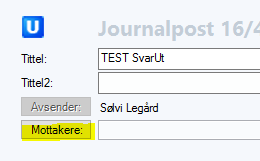 U Journalpost 16/4
Tittel: TEST SvarUt
Tittel2:
Avsender: Sølvi Legård
Mottakere: